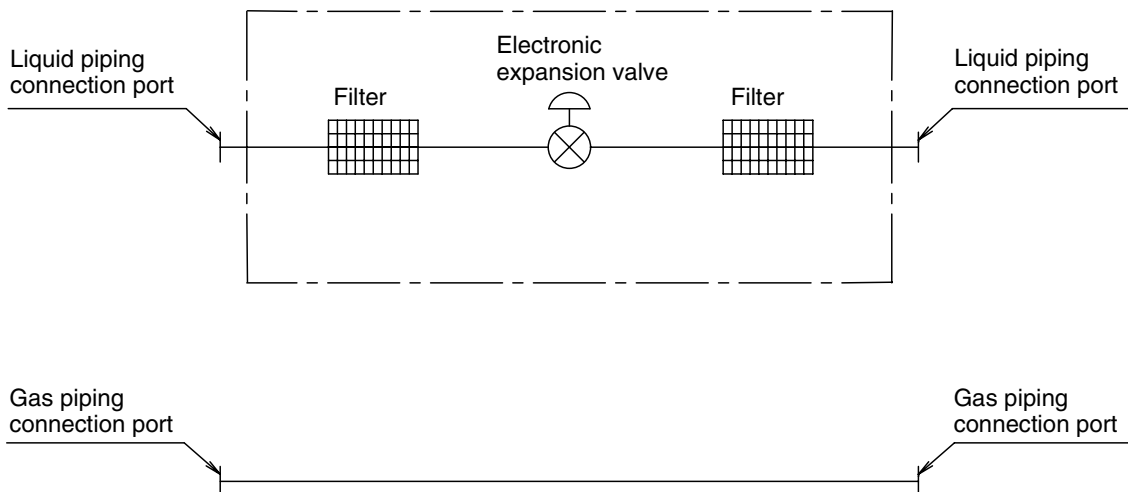 Liquid piping
connection port
Filter
Electronic
expansion valve
Filter
Liquid piping
connection port
Gas piping
connection port
Gas piping
connection port